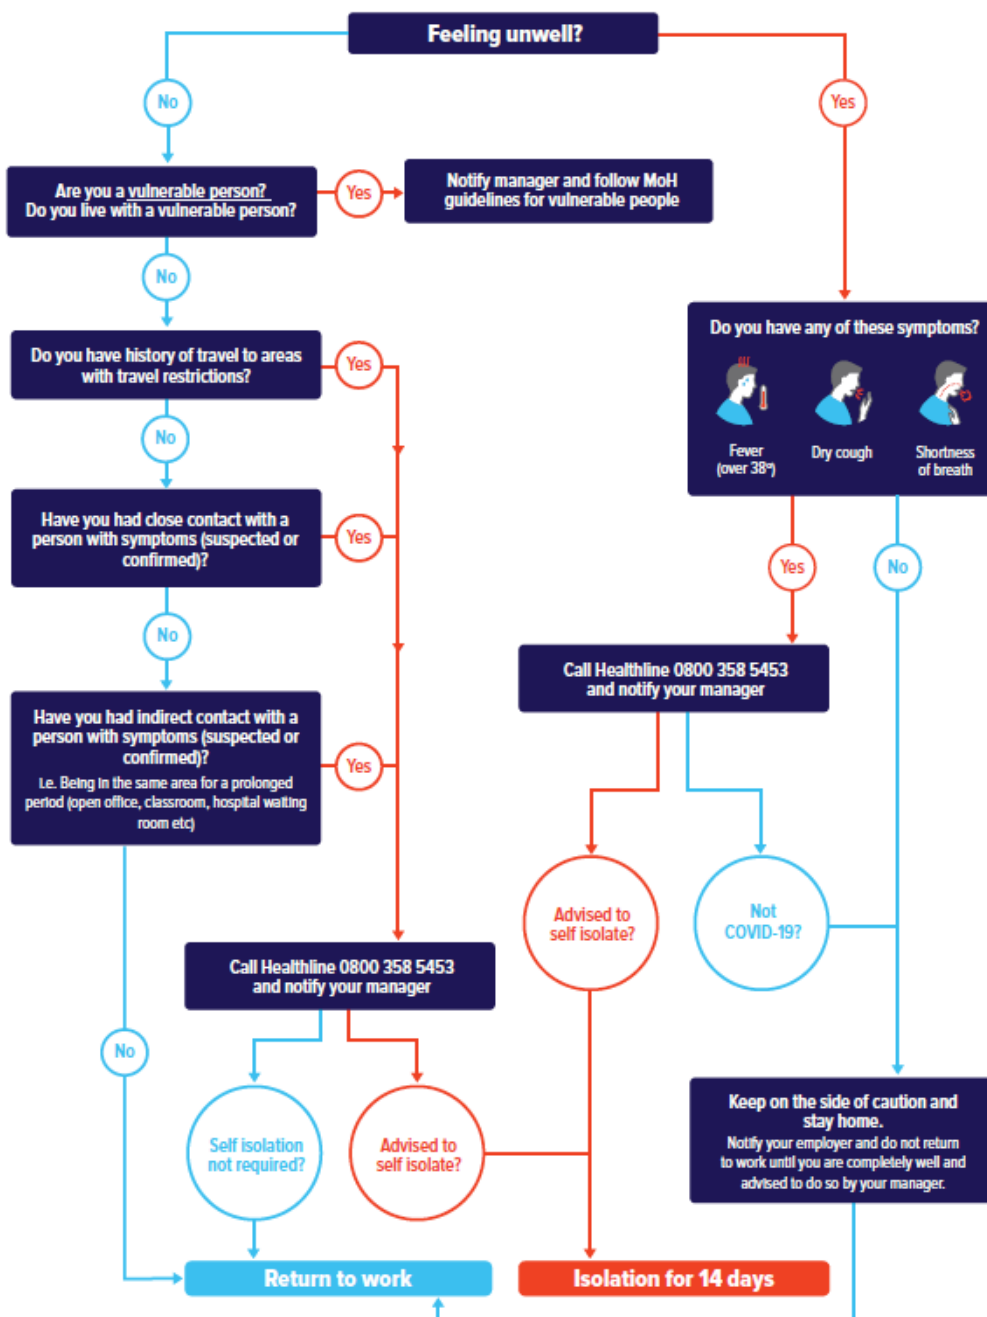 Feeling unwell?
No
Yes
Are you a vulnerable person?
Do you live with a vulnerable person?
Yes
Notify manager and follow MoH
guidelines for vulnerable people
No
Do you have history of travel to areas
with travel restrictions?
Yes
Do you have any of these symptoms?
Fever
(over 38º)
Dry cough
Shortness
of breath
No
Have you had close contact with a
person with symptoms (suspected or
confirmed)?
Yes
Yes
No
No
Call Healthline 0800 358 5453
and notify your manager
Have you had indirect contact with a
person with symptoms (suspected or
confirmed)?
i.e. Being in the same area for a prolonged
period (open office, classroom, hospital waiting
room etc)
Yes
Advised to
self isolate?
Not
COVID-19?
Call Healthline 0800 358 5453
and notify your manager
No
Self isolation
not required?
Advised to
self isolate?
Keep on the side of caution and
stay home.
Notify your employer and do not return
to work until you are completely well and
advised to do so by your manager.
Return to work
Isolation for 14 days